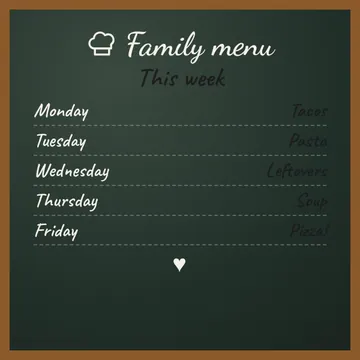 Family menu
This week
Monday Tacos
Tuesday Pasta
Wednesday Leftovers
Thursday Soup
Friday Pizza!